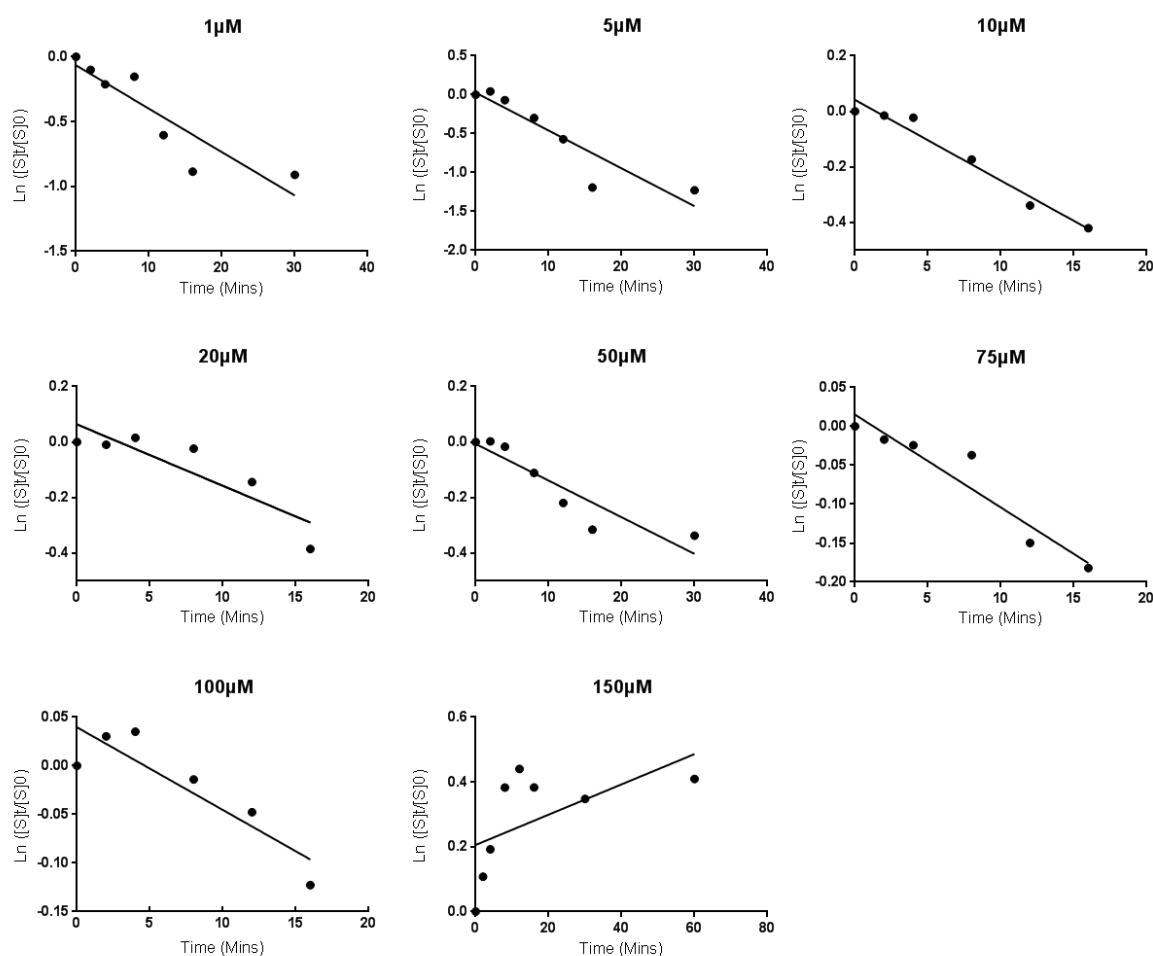 1µM
Ln ([S]t/[S]0)
0.0
-0.5
-1.0
-1.5
0 10 20 30 40
Time (Mins)
5µM
Ln ([S]t/[S]0)
0.5
0.0
-0.5
-1.0
-1.5
-2.0
0 10 20 30 40
Time (Mins)
10µM
Ln ([S]t/[S]0)
0.2
0.0
-0.2
-0.4
0 5 10 15 20
Time (Mins)
20µM
Ln ([S]t/[S]0)
0.2
0.0
-0.2
-0.4
0 5 10 15 20
Time (Mins)
50µM
Ln ([S]t/[S]0)
0.2
0.0
-0.2
-0.4
0 10 20 30 40
Time (Mins)
75µM
Ln ([S]t/[S]0)
0.05
0.00
-0.05
-0.10
-0.15
-0.20
0 5 10 15 20
Time (Mins)
100µM
Ln ([S]t/[S]0)
0.05
0.00
-0.05
-0.10
-0.15
0 5 10 15 20
Time (Mins)
150µM
Ln ([S]t/[S]0)
0.6
0.4
0.2
0.0
0 20 40 60 80
Time (Mins)